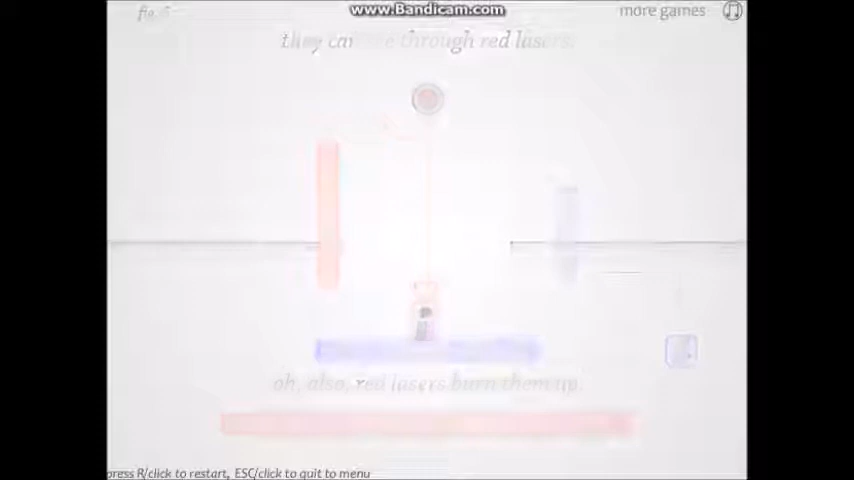 www.Bandicam.com
more games
they can see through red lasers.
oh, also, red lasers burn them up.
press R/click to restart, ESC/click to quit to menu